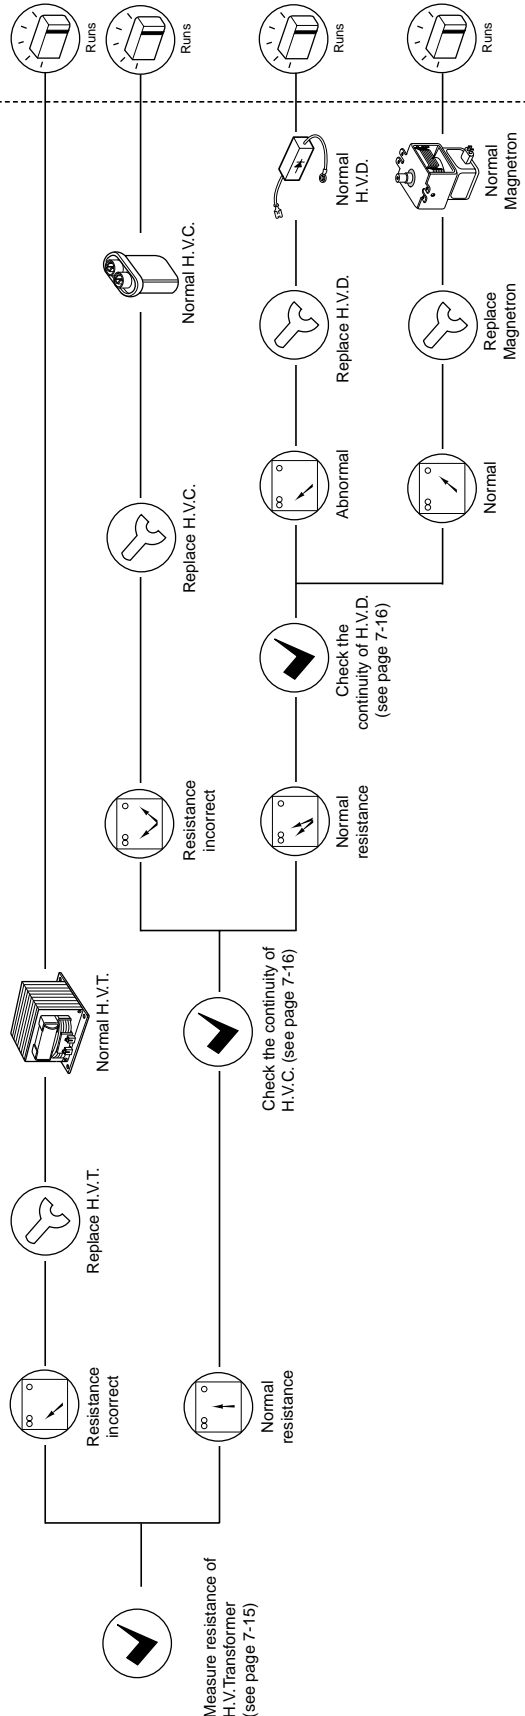 Measure resistance of
H.V.Transformer
(see page 7-15)
Resistance
incorrect
Replace H.V.T.
Normal H.V.T.
Runs
Normal
resistance
Check the continuity of
H.V.C. (see page 7-16)
Resistance
incorrect
Replace H.V.C.
Normal H.V.C.
Runs
Normal
resistance
Check the
continuity of H.V.D.
(see page 7-16)
Abnormal
Replace H.V.D.
Normal
H.V.D.
Runs
Normal
Replace
Magnetron
Normal
Magnetron
Runs